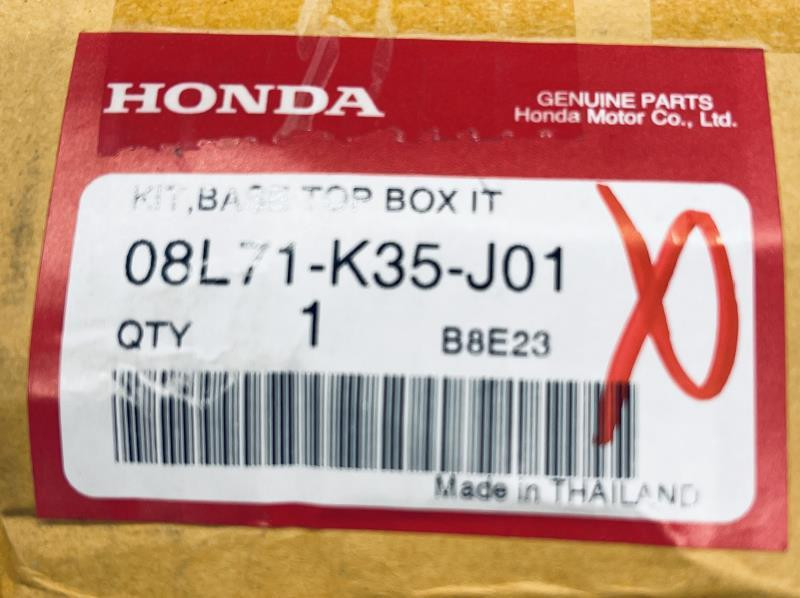 HONDA
GENUINE PARTS
Honda Motor Co., Ltd.
KIT,BASE TOP BOX IT
08L71-K35-J01
QTY 1 B8E23
Made in THAILAND